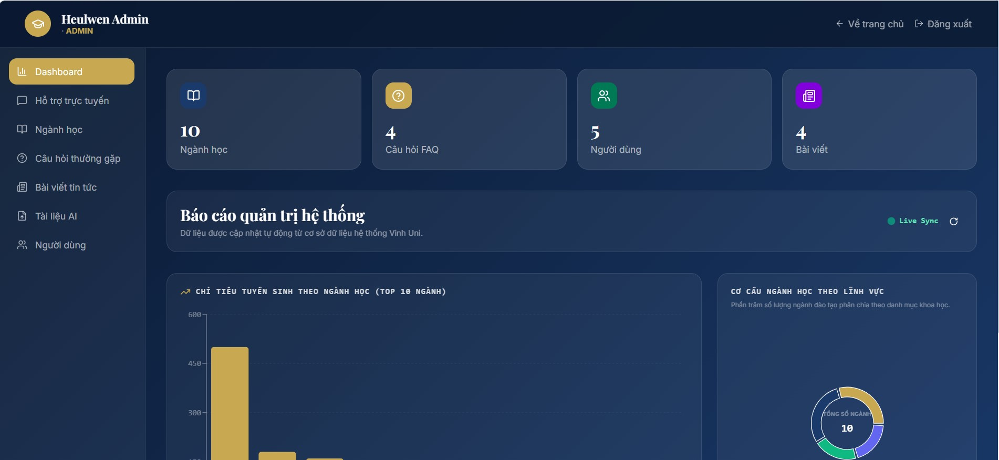 Heulwen Admin
· ADMIN
Về trang chủ
Đăng xuất
Dashboard
Hỗ trợ trực tuyến
Ngành học
Câu hỏi thường gặp
Bài viết tin tức
Tài liệu AI
Người dùng
10
Ngành học
4
Câu hỏi FAQ
5
Người dùng
4
Bài viết
Báo cáo quản trị hệ thống
Dữ liệu được cập nhật tự động từ cơ sở dữ liệu hệ thống Vinh Uni.
Live Sync
CHỈ TIÊU TUYỂN SINH THEO NGÀNH HỌC (TOP 10 NGÀNH)
600
450
300
CƠ CẤU NGÀNH HỌC THEO LĨNH VỰC
Phần trăm số lượng ngành đào tạo phân chia theo danh mục khoa học.
TỔNG SỐ NGÀNH
10